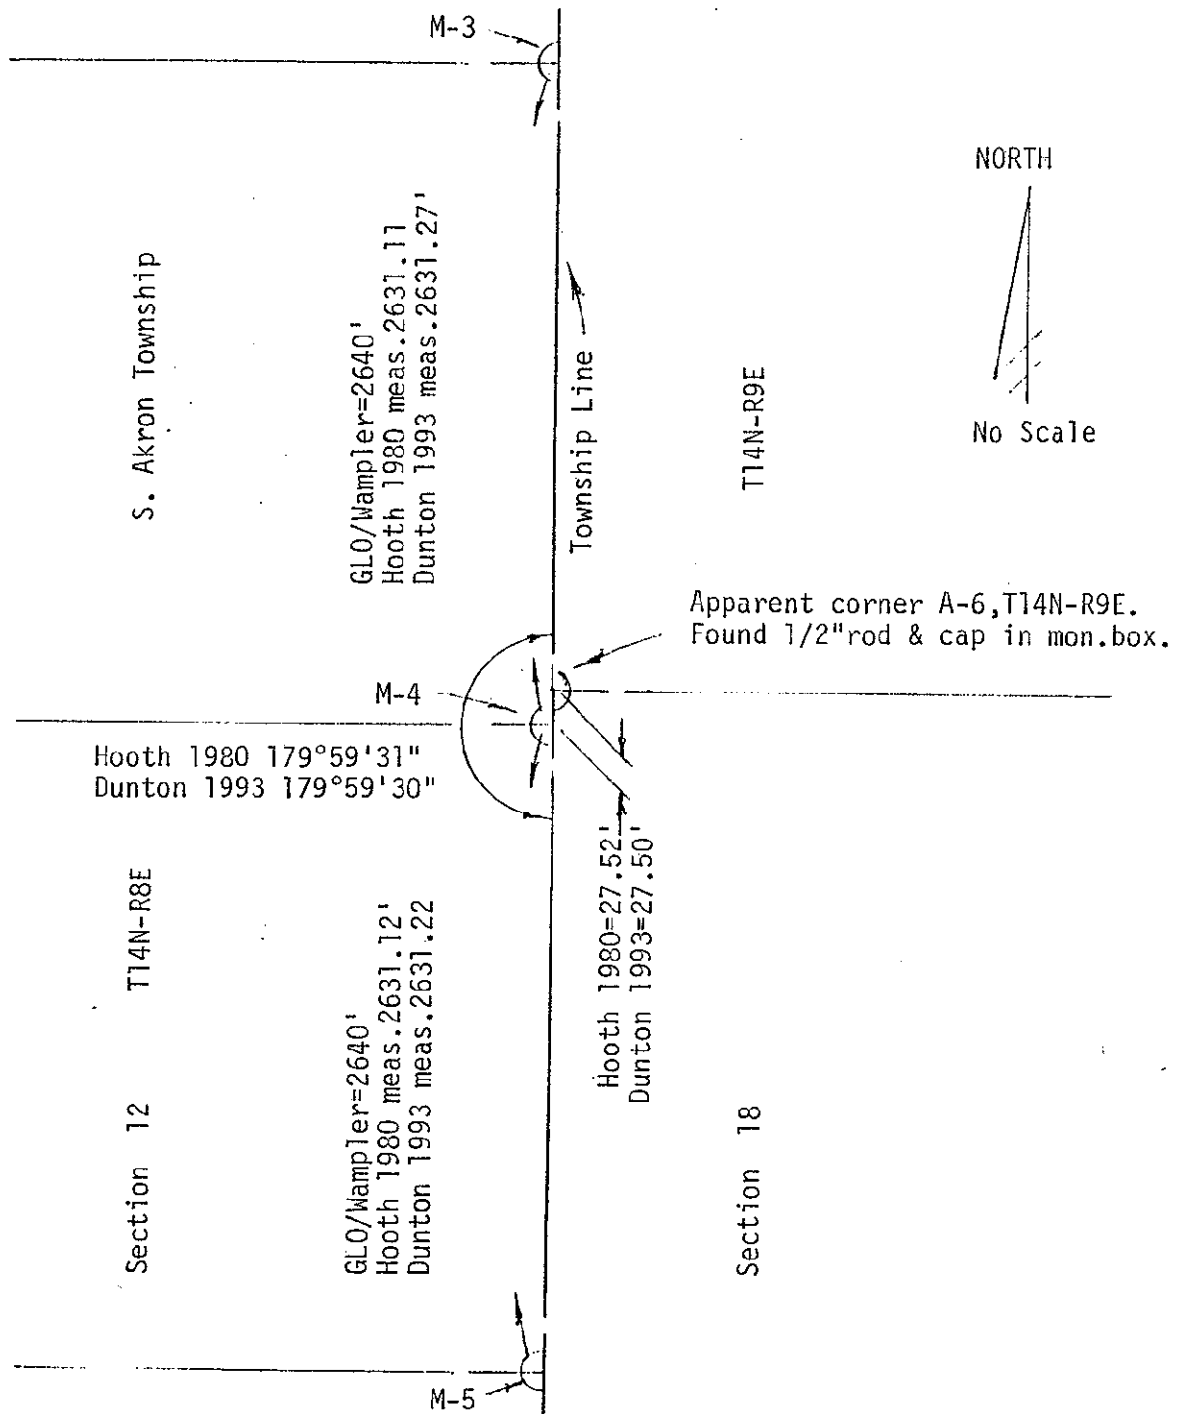 M-3
NORTH
No Scale
S. Akron Township
GLO/Wampler=2640'
Hooth 1980 meas.2631.11
Dunton 1993 meas.2631.27'
Township Line
T14N-R9E
Apparent corner A-6,T14N-R9E.
Found 1/2"rod & cap in mon.box.
M-4
Hooth 1980 179°59'31"
Dunton 1993 179°59'30"
Hooth 1980=27.52'
Dunton 1993=27.50'
Section 12 T14N-R8E
GLO/Wampler=2640'
Hooth 1980 meas.2631.12'
Dunton 1993 meas.2631.22
Section 18
M-5